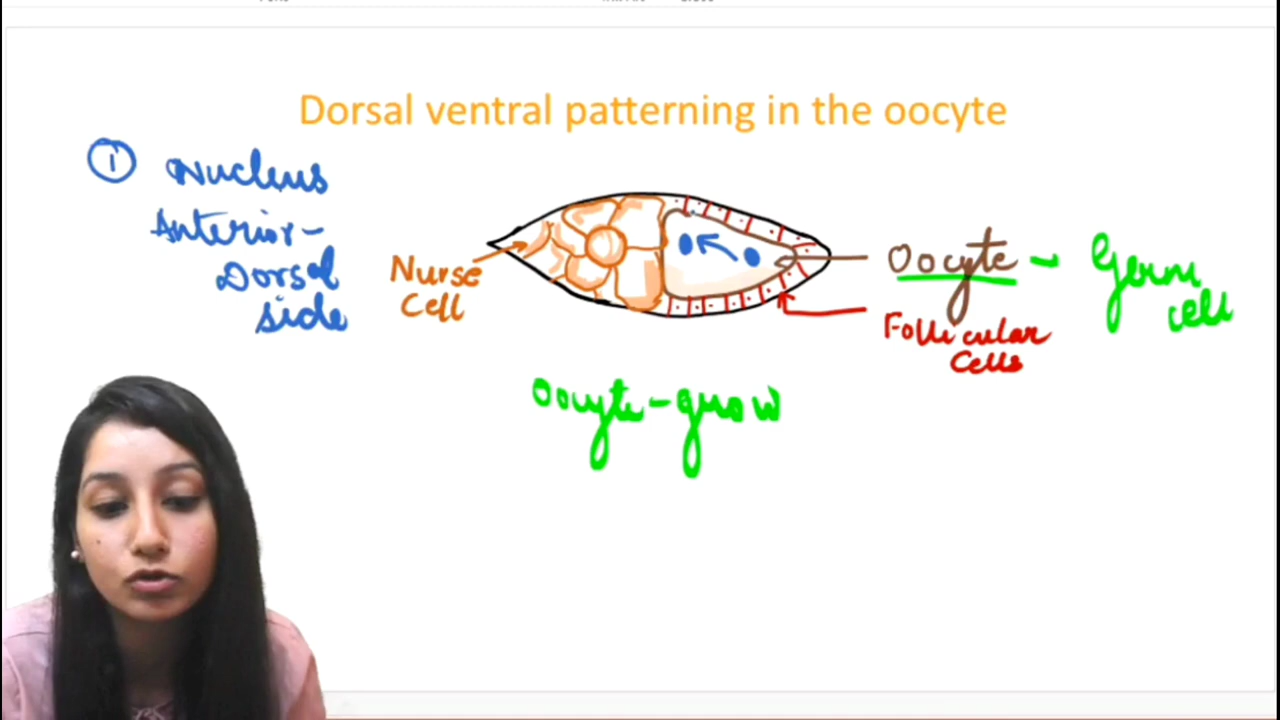 Dorsal ventral patterning in the oocyte
① Nucleus
Anterior-
Dorsal
side
Nurse
Cell
Oocyte - Germ
cell
Follicular
Cells
Oocyte-grow